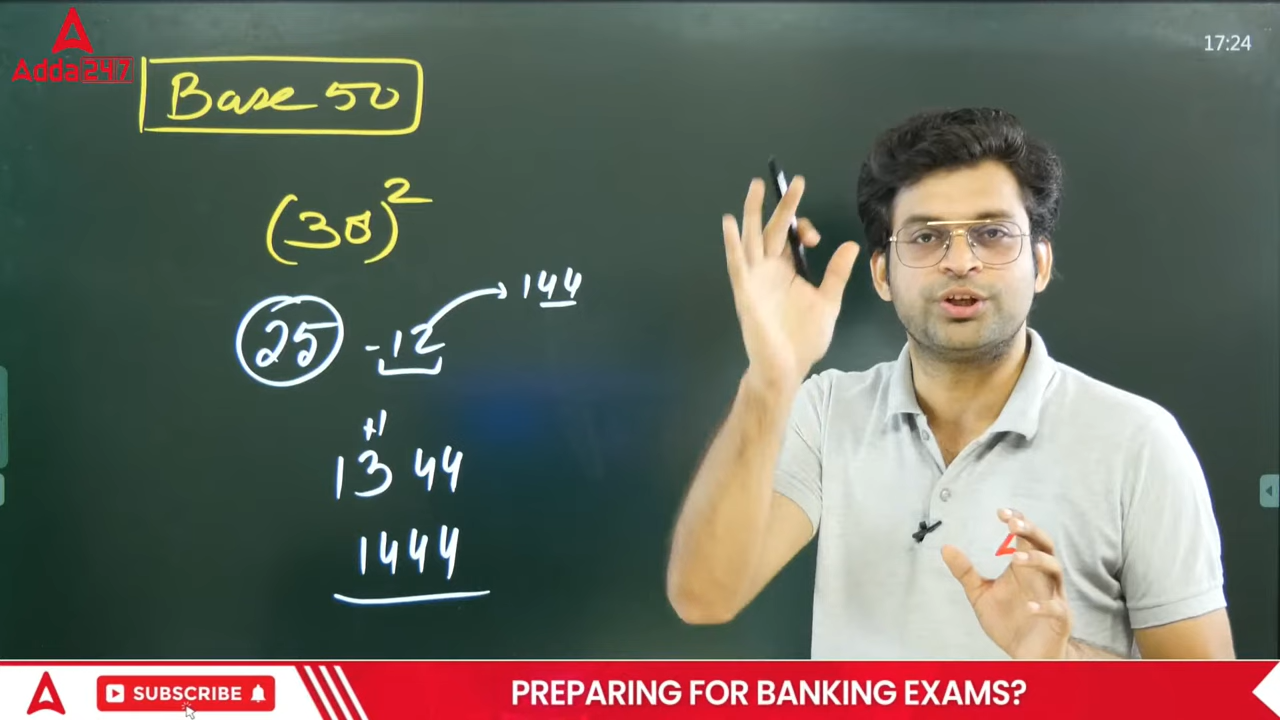 Adda247
17:24
Base 50
(38)²
25 -12 → 144
+1
13 44
1444
SUBSCRIBE
PREPARING FOR BANKING EXAMS?